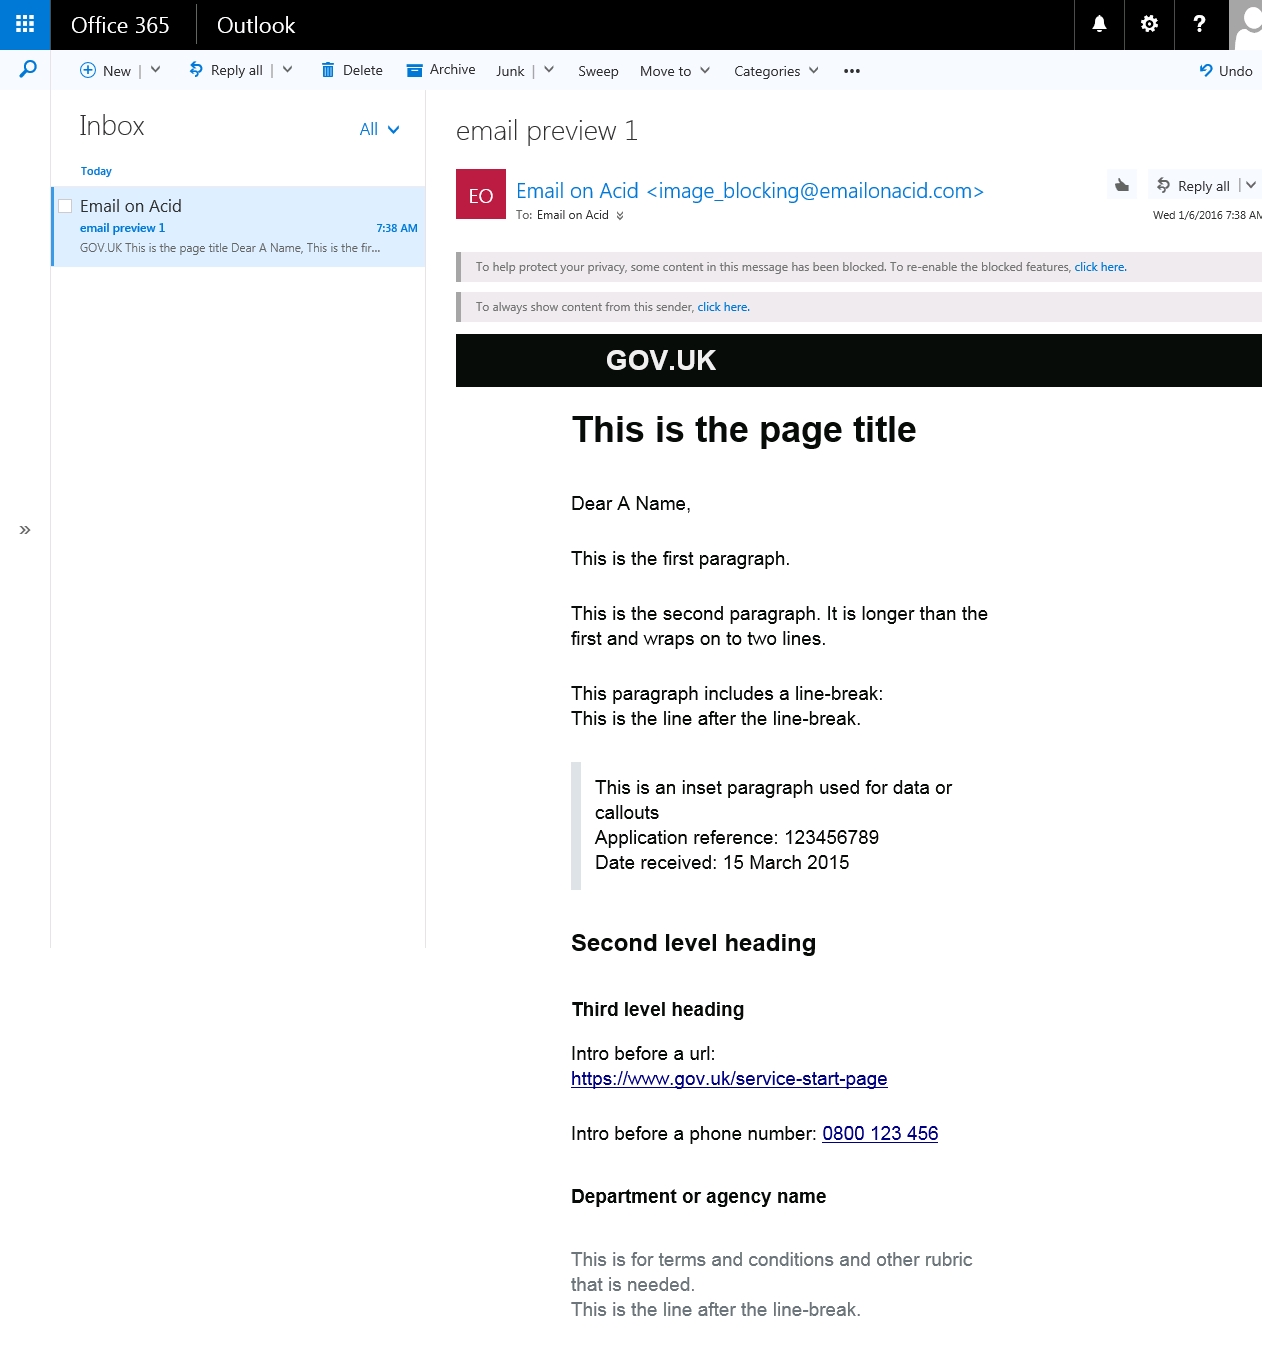 Office 365 Outlook ?
New | Reply all | Delete Archive Junk | Sweep Move to Categories ••• Undo
Inbox
All
Today
Email on Acid
email preview 1 7:38 AM
GOV.UK This is the page title Dear A Name, This is the fir...
»
email preview 1
EO
Email on Acid <image_blocking@emailonacid.com>
To: Email on Acid
Reply all |
Wed 1/6/2016 7:38 AM
To help protect your privacy, some content in this message has been blocked. To re-enable the blocked features, click here.
To always show content from this sender, click here.
GOV.UK
This is the page title
Dear A Name,
This is the first paragraph.
This is the second paragraph. It is longer than the
first and wraps on to two lines.
This paragraph includes a line-break:
This is the line after the line-break.
This is an inset paragraph used for data or
callouts
Application reference: 123456789
Date received: 15 March 2015
Second level heading
Third level heading
Intro before a url:
https://www.gov.uk/service-start-page
Intro before a phone number: 0800 123 456
Department or agency name
This is for terms and conditions and other rubric
that is needed.
This is the line after the line-break.